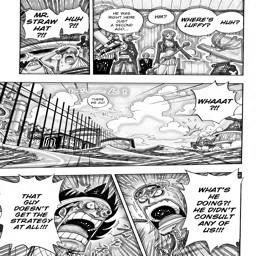 MR.
STRAW
HAT
?!!
HUH
?!!
HE WAS
RIGHT HERE
JUST
A SECOND
AGO...
HM?
WHERE'S
LUFFY?
HUH?
THERE
HE IS!
WHAAAT
?!!
THAT
GUY
DOESN'T
GET THE
STRATEGY
AT ALL!!
WHAT'S
HE
DOING?!
HE DIDN'T
CONSULT
ANY OF
US!!!